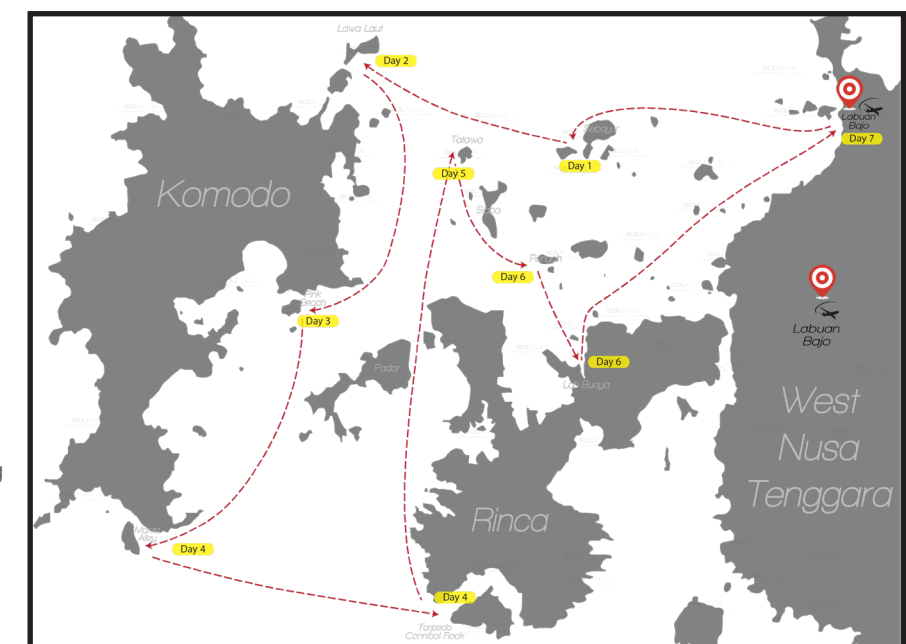 Lawa Laut
Day 2
Labuan
Bajo
Day 7
Sebayur
Day 1
Tatawa
Day 5
Komodo
Day 6
Pink
Beach
Day 3
Labuan
Bajo
Padar
Day 6
Loh Buaya
West
Nusa
Tenggara
Rinca
Manta
Alley
Day 4
Day 4
Torpedo
Cannibal Rock